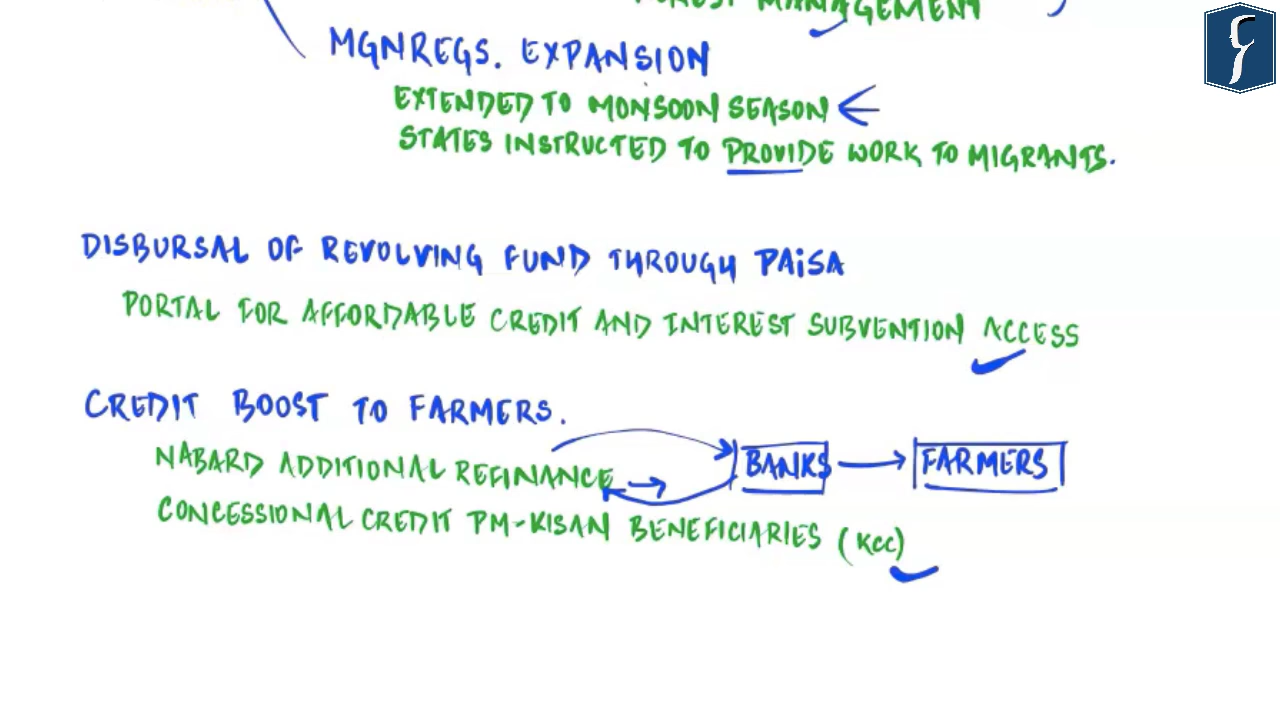 MANAGEMENT
MGNREGS. EXPANSION
EXTENDED TO MONSOON SEASON
STATES INSTRUCTED TO PROVIDE WORK TO MIGRANTS.
DISBURSAL OF REVOLVING FUND THROUGH PAiSA
PORTAL FOR AFFORDABLE CREDIT AND INTEREST SUBVENTION ACCESS
CREDIT BOOST TO FARMERS.
NABARD ADDITIONAL REFINANCE → BANKS → FARMERS
CONCESSIONAL CREDIT PM-KISAN BENEFICIARIES (KCC)